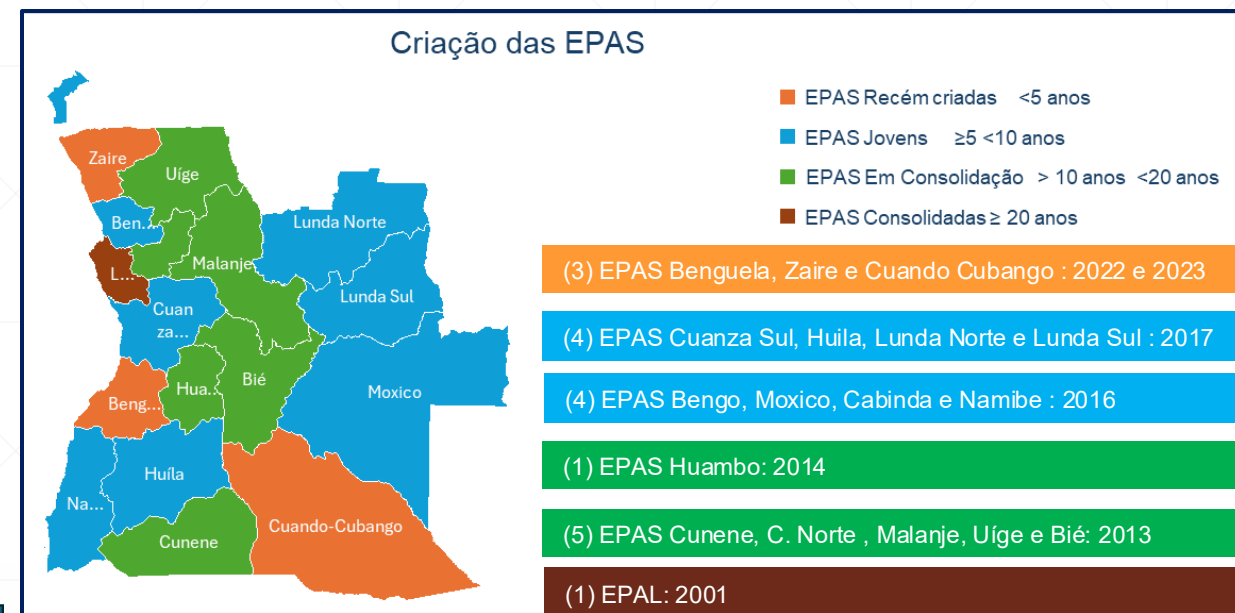 Criação das EPAS
EPAS Recém criadas <5 anos
EPAS Jovens ≥5 <10 anos
EPAS Em Consolidação > 10 anos <20 anos
EPAS Consolidadas ≥ 20 anos
Zaire
Uíge
Ben...
Lunda Norte
Malanje
L...
Lunda Sul
Cuan
za...
Bié
Hua...
Moxico
Beng...
Huíla
Na...
Cuando-Cubango
Cunene
(3) EPAS Benguela, Zaire e Cuando Cubango : 2022 e 2023
(4) EPAS Cuanza Sul, Huila, Lunda Norte e Lunda Sul : 2017
(4) EPAS Bengo, Moxico, Cabinda e Namibe : 2016
(1) EPAS Huambo: 2014
(5) EPAS Cunene, C. Norte , Malanje, Uíge e Bié: 2013
(1) EPAL: 2001